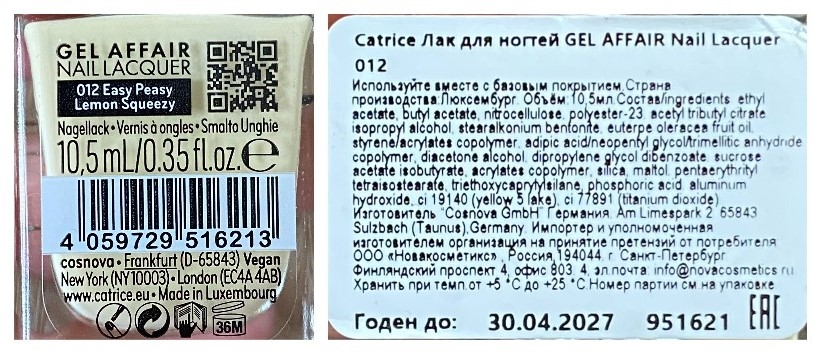 GEL AFFAIR
NAIL LACQUER
012 Easy Peasy
Lemon Squeezy
Nagellack • Vernis à ongles • Smalto Unghie
10,5 mL/0.35 fl.oz. ℮
4 059729 516213
cosnova • Frankfurt (D-65843) Vegan
New York (NY 10003) • London (EC4A 4AB)
www.catrice.eu • Made in Luxembourg
36M
Catrice Лак для ногтей GEL AFFAIR Nail Lacquer
012
Используйте вместе с базовым покрытием.Страна
производства:Люксембург. Объём:10,5мл.Состав/ingredients: ethyl
acetate, butyl acetate, nitrocellulose, polyester-23, acetyl tributyl citrate,
isopropyl alcohol, stearalkonium bentonite, euterpe oleracea fruit oil,
styrene/acrylates copolymer, adipic acid/neopentyl glycol/trimellitic anhydride
copolymer, diacetone alcohol, dipropylene glycol dibenzoate, sucrose
acetate isobutyrate, acrylates copolymer, silica, maltol, pentaerythrityl
tetraisostearate, triethoxycaprylylsilane, phosphoric acid, aluminum
hydroxide, ci 19140 (yellow 5 lake), ci 77891 (titanium dioxide)
Изготовитель "Cosnova GmbH" Германия, Am Limespark 2, 65843
Sulzbach (Taunus),Germany. Импортер и уполномоченная
изготовителем организация на принятие претензий от потребителя:
ООО «Новакосметикс» , Россия,194044, г. Санкт-Петербург,
Финляндский проспект 4, офис 803, 4, эл.почта: info@novacosmetics.ru
Хранить при темп.от +5 °C до +25 °C.Номер партии см.на упаковке
Годен до: 30.04.2027 951621 EAC